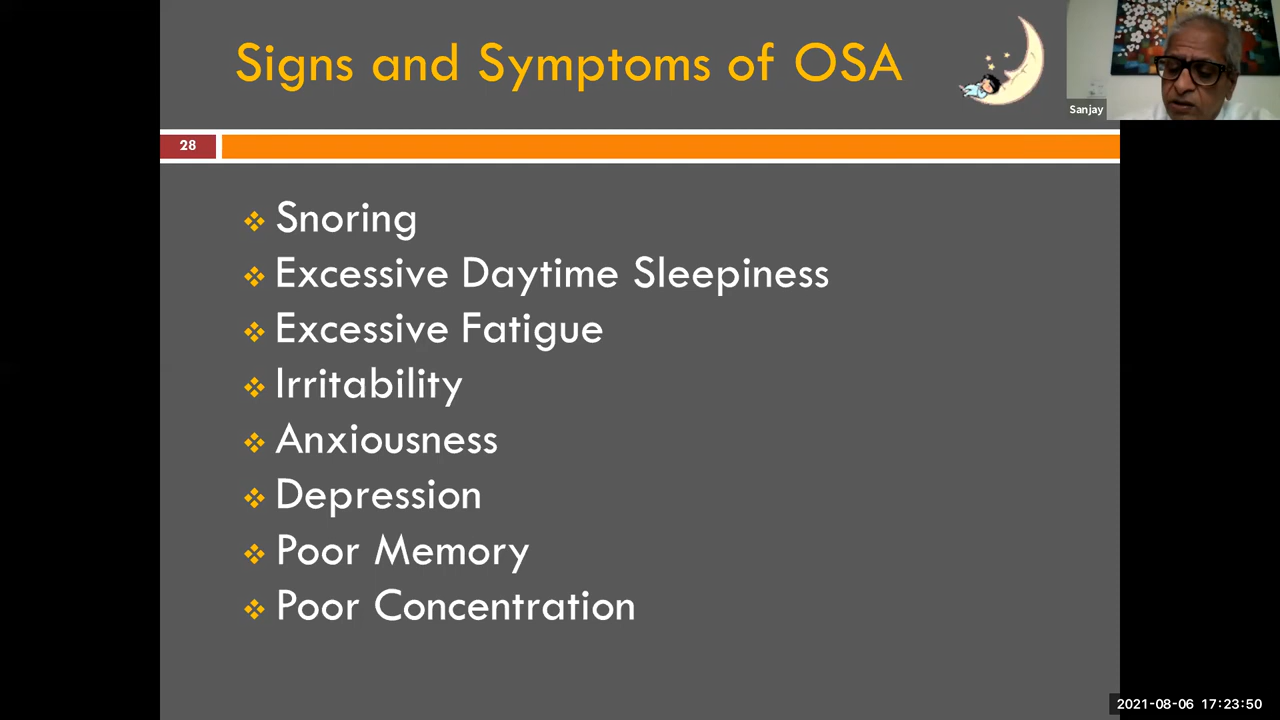 Signs and Symptoms of OSA
Sanjay
28
Snoring
Excessive Daytime Sleepiness
Excessive Fatigue
Irritability
Anxiousness
Depression
Poor Memory
Poor Concentration
2021-08-06 17:23:50